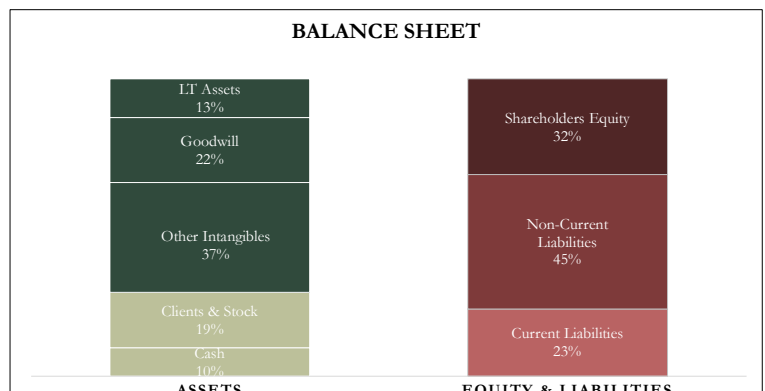 BALANCE SHEET
LT Assets
13%
Goodwill
22%
Other Intangibles
37%
Clients & Stock
19%
Cash
10%
ASSETS
Shareholders Equity
32%
Non-Current
Liabilities
45%
Current Liabilities
23%
EQUITY & LIABILITIES